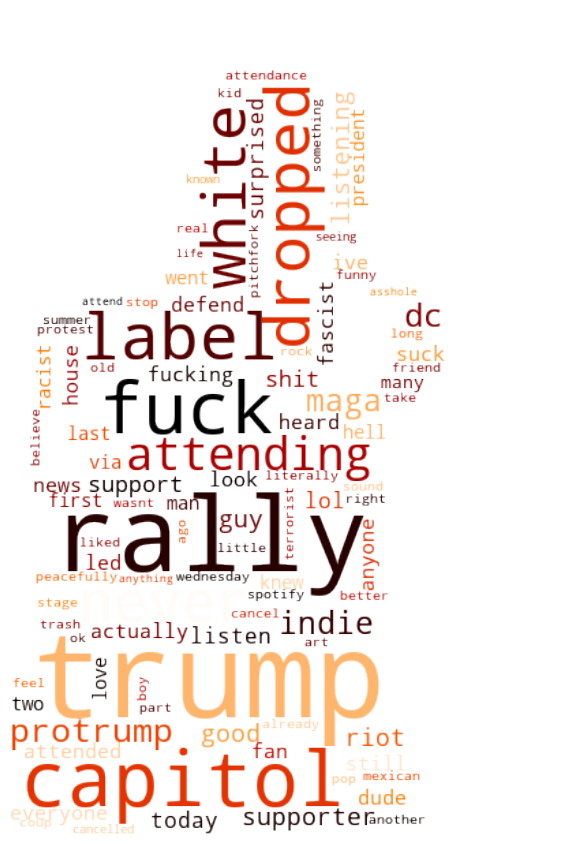 attendance
kid
white
surprised
dropped
something
listening
president
known
real
life
pitchfork
seeing
ive
funny
went
asshole
attend
stop
defend
fascist
dc
summer
protest
label
rock
long
racist
house
old
fucking
shit
suck
friend
many
take
believe
fuck
maga
heard
hell
last
via
attending
news
support
look
literally
sound
first
wasnt
man
guy
terrorist
lol
right
rally
liked
led
ago
little
anyone
peacefully
anything
wednesday
knew
spotify
better
stage
never
cancel
trash
ok
actually
listen
indie
art
trump
love
feel
two
boy
part
protrump
good
already
riot
attended
fan
still
capitol
pop
mexican
dude
everyone
coup
cancelled
today
supporter
another